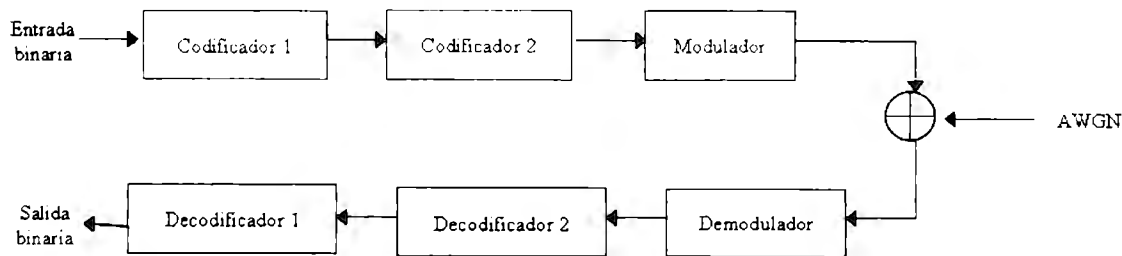 Entrada
binaria
Codificador 1
Codificador 2
Modulador
AWGN
Salida
binaria
Decodificador 1
Decodificador 2
Demodulador